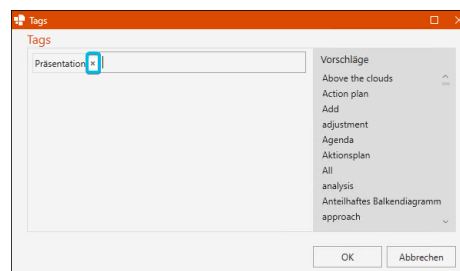 Tags
Tags
Präsentation ×
Vorschläge
Above the clouds
Action plan
Add
adjustment
Agenda
Aktionsplan
All
analysis
Anteilhaftes Balkendiagramm
approach
OK Abbrechen